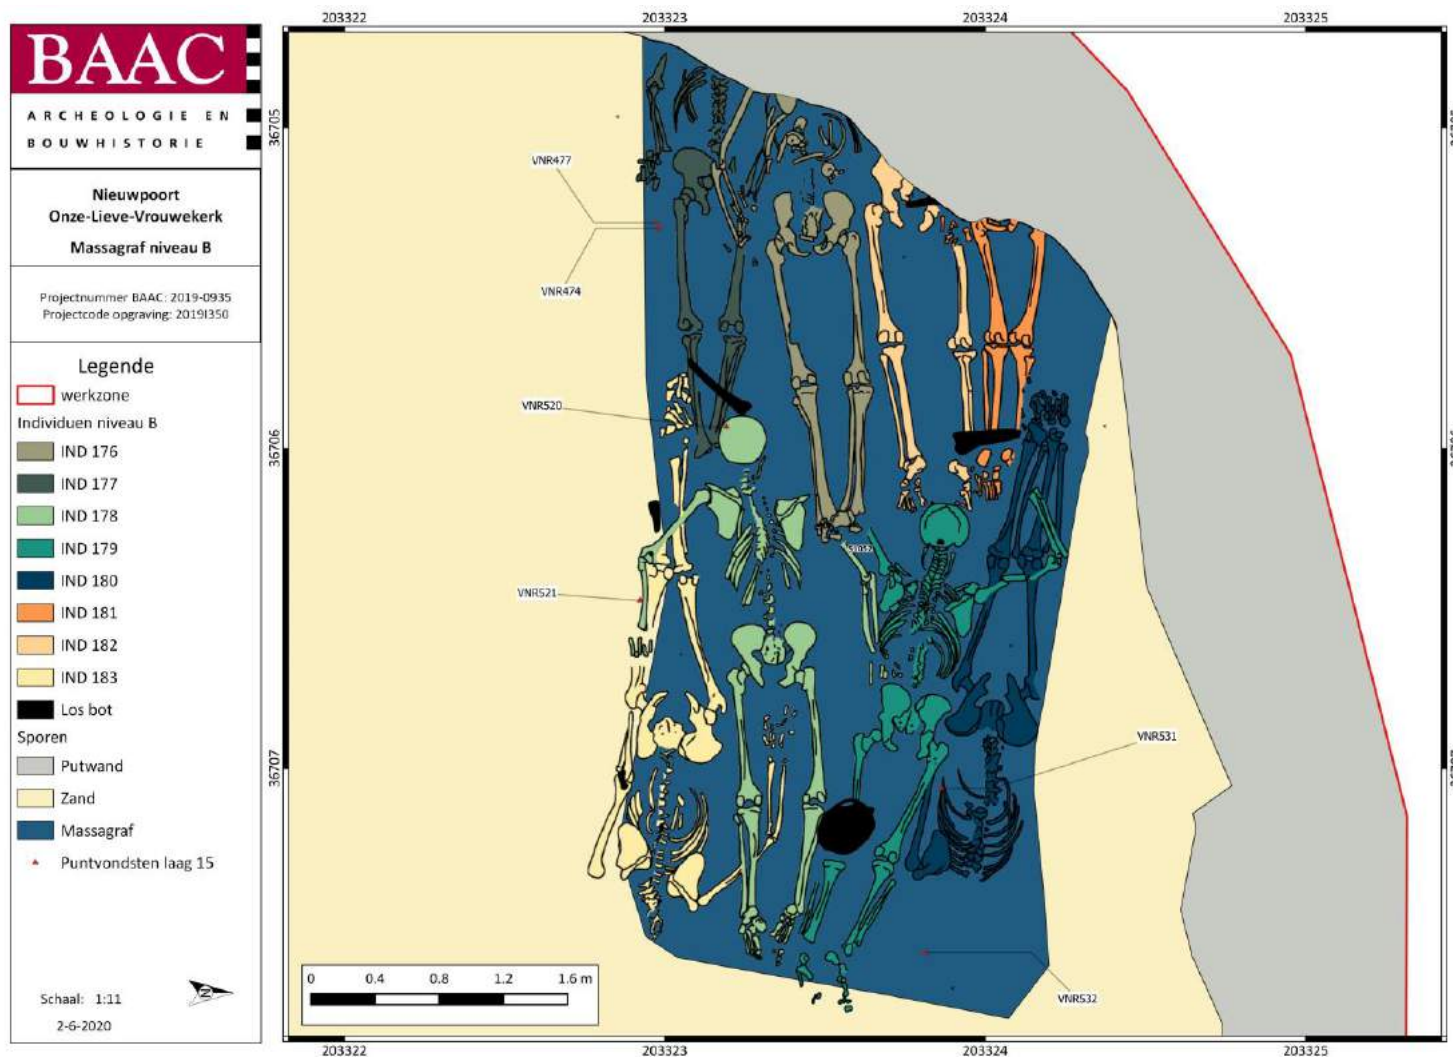 BAAC
ARCHEOLOGIE EN
BOUWHISTORIE
Nieuwpoort
Onze-Lieve-Vrouwekerk
Massagraf niveau B
Projectnummer BAAC: 2019-0935
Projectcode opgraving: 2019I350
Legende
werkzone
Individuen niveau B
IND 176
IND 177
IND 178
IND 179
IND 180
IND 181
IND 182
IND 183
Los bot
Sporen
Putwand
Zand
Massagraf
Puntvondsten laag 15
Schaal: 1:11
2-6-2020
N
203322
203323
203324
203325
36705
36706
36707
VNR477
VNR474
VNR520
VNR521
VNR531
VNR532
0 0.4 0.8 1.2 1.6 m
203322
203323
203324
203325